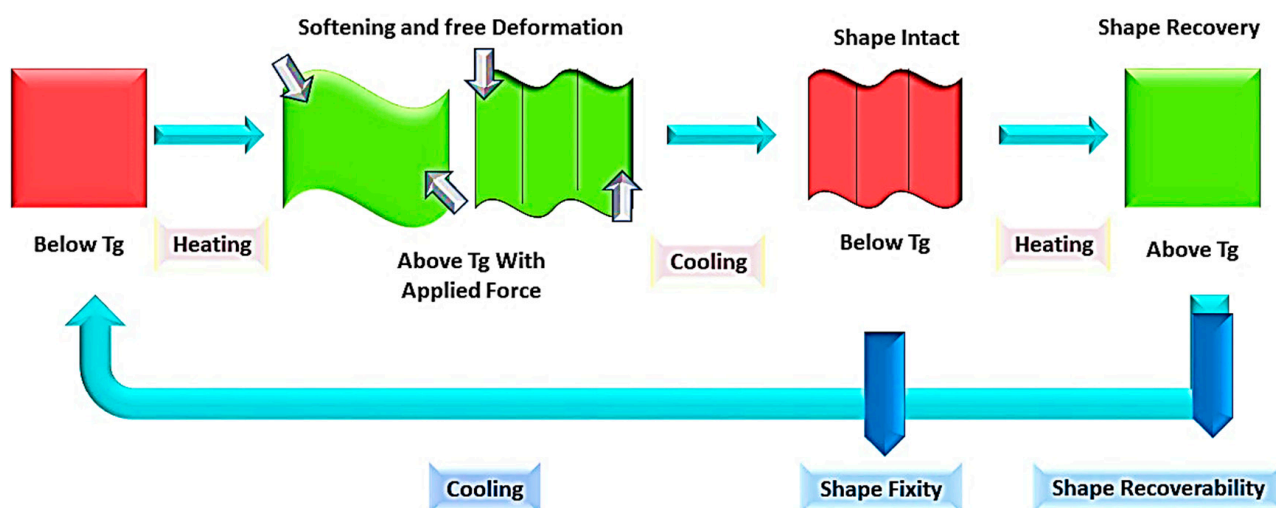 Softening and free Deformation
Shape Intact
Shape Recovery
Below Tg
Heating
Above Tg With
Applied Force
Cooling
Below Tg
Heating
Above Tg
Cooling
Shape Fixity
Shape Recoverability